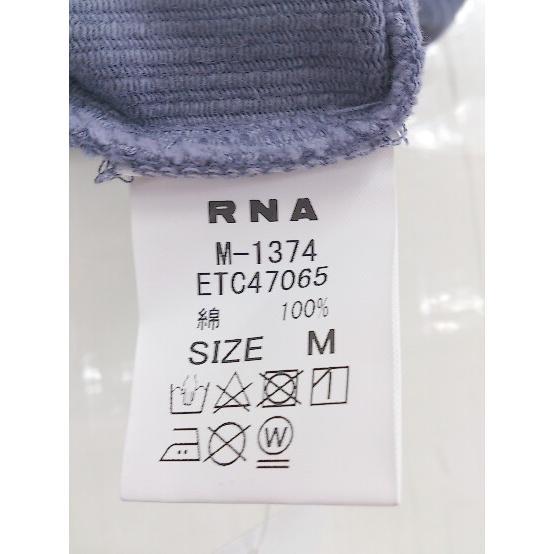 RNA
M-1374
ETC47065
綿 100%
SIZE M
W